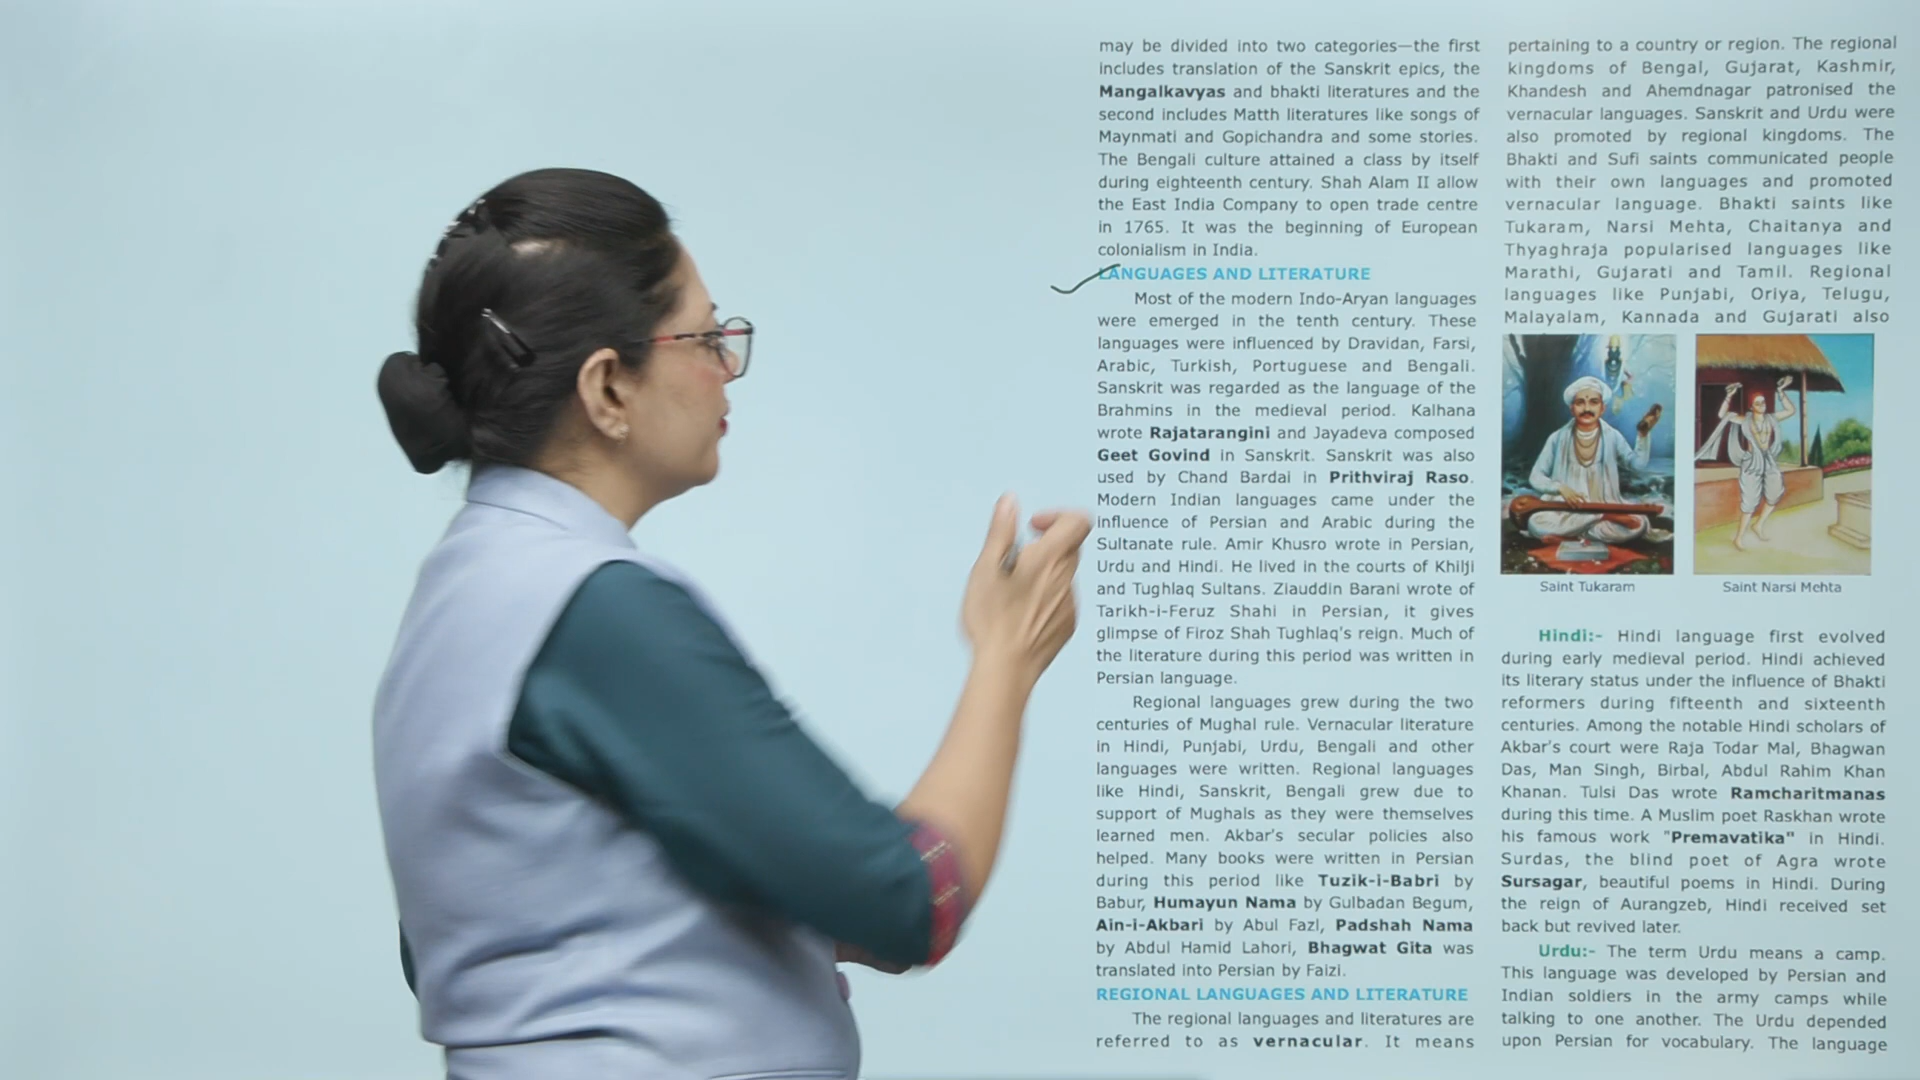 may be divided into two categories—the first
includes translation of the Sanskrit epics, the
Mangalkavyas and bhakti literatures and the
second includes Matth literatures like songs of
Maynmati and Gopichandra and some stories.
The Bengali culture attained a class by itself
during eighteenth century. Shah Alam II allow
the East India Company to open trade centre
in 1765. It was the beginning of European
colonialism in India.
LANGUAGES AND LITERATURE
Most of the modern Indo-Aryan languages
were emerged in the tenth century. These
languages were influenced by Dravidan, Farsi,
Arabic, Turkish, Portuguese and Bengali.
Sanskrit was regarded as the language of the
Brahmins in the medieval period. Kalhana
wrote Rajatarangini and Jayadeva composed
Geet Govind in Sanskrit. Sanskrit was also
used by Chand Bardai in Prithviraj Raso.
Modern Indian languages came under the
influence of Persian and Arabic during the
Sultanate rule. Amir Khusro wrote in Persian,
Urdu and Hindi. He lived in the courts of Khilji
and Tughlaq Sultans. Ziauddin Barani wrote of
Tarikh-i-Feruz Shahi in Persian, it gives
glimpse of Firoz Shah Tughlaq's reign. Much of
the literature during this period was written in
Persian language.
Regional languages grew during the two
centuries of Mughal rule. Vernacular literature
in Hindi, Punjabi, Urdu, Bengali and other
languages were written. Regional languages
like Hindi, Sanskrit, Bengali grew due to
support of Mughals as they were themselves
learned men. Akbar's secular policies also
helped. Many books were written in Persian
during this period like Tuzik-i-Babri by
Babur, Humayun Nama by Gulbadan Begum,
Ain-i-Akbari by Abul Fazl, Padshah Nama
by Abdul Hamid Lahori, Bhagwat Gita was
translated into Persian by Faizi.
REGIONAL LANGUAGES AND LITERATURE
The regional languages and literatures are
referred to as vernacular. It means
pertaining to a country or region. The regional
kingdoms of Bengal, Gujarat, Kashmir,
Khandesh and Ahemdnagar patronised the
vernacular languages. Sanskrit and Urdu were
also promoted by regional kingdoms. The
Bhakti and Sufi saints communicated people
with their own languages and promoted
vernacular language. Bhakti saints like
Tukaram, Narsi Mehta, Chaitanya and
Thyaghraja popularised languages like
Marathi, Gujarati and Tamil. Regional
languages like Punjabi, Oriya, Telugu,
Malayalam, Kannada and Gujarati also
Saint Tukaram
Saint Narsi Mehta
Hindi:- Hindi language first evolved
during early medieval period. Hindi achieved
its literary status under the influence of Bhakti
reformers during fifteenth and sixteenth
centuries. Among the notable Hindi scholars of
Akbar's court were Raja Todar Mal, Bhagwan
Das, Man Singh, Birbal, Abdul Rahim Khan
Khanan. Tulsi Das wrote Ramcharitmanas
during this time. A Muslim poet Raskhan wrote
his famous work "Premavatika" in Hindi.
Surdas, the blind poet of Agra wrote
Sursagar, beautiful poems in Hindi. During
the reign of Aurangzeb, Hindi received set
back but revived later.
Urdu:- The term Urdu means a camp.
This language was developed by Persian and
Indian soldiers in the army camps while
talking to one another. The Urdu depended
upon Persian for vocabulary. The language